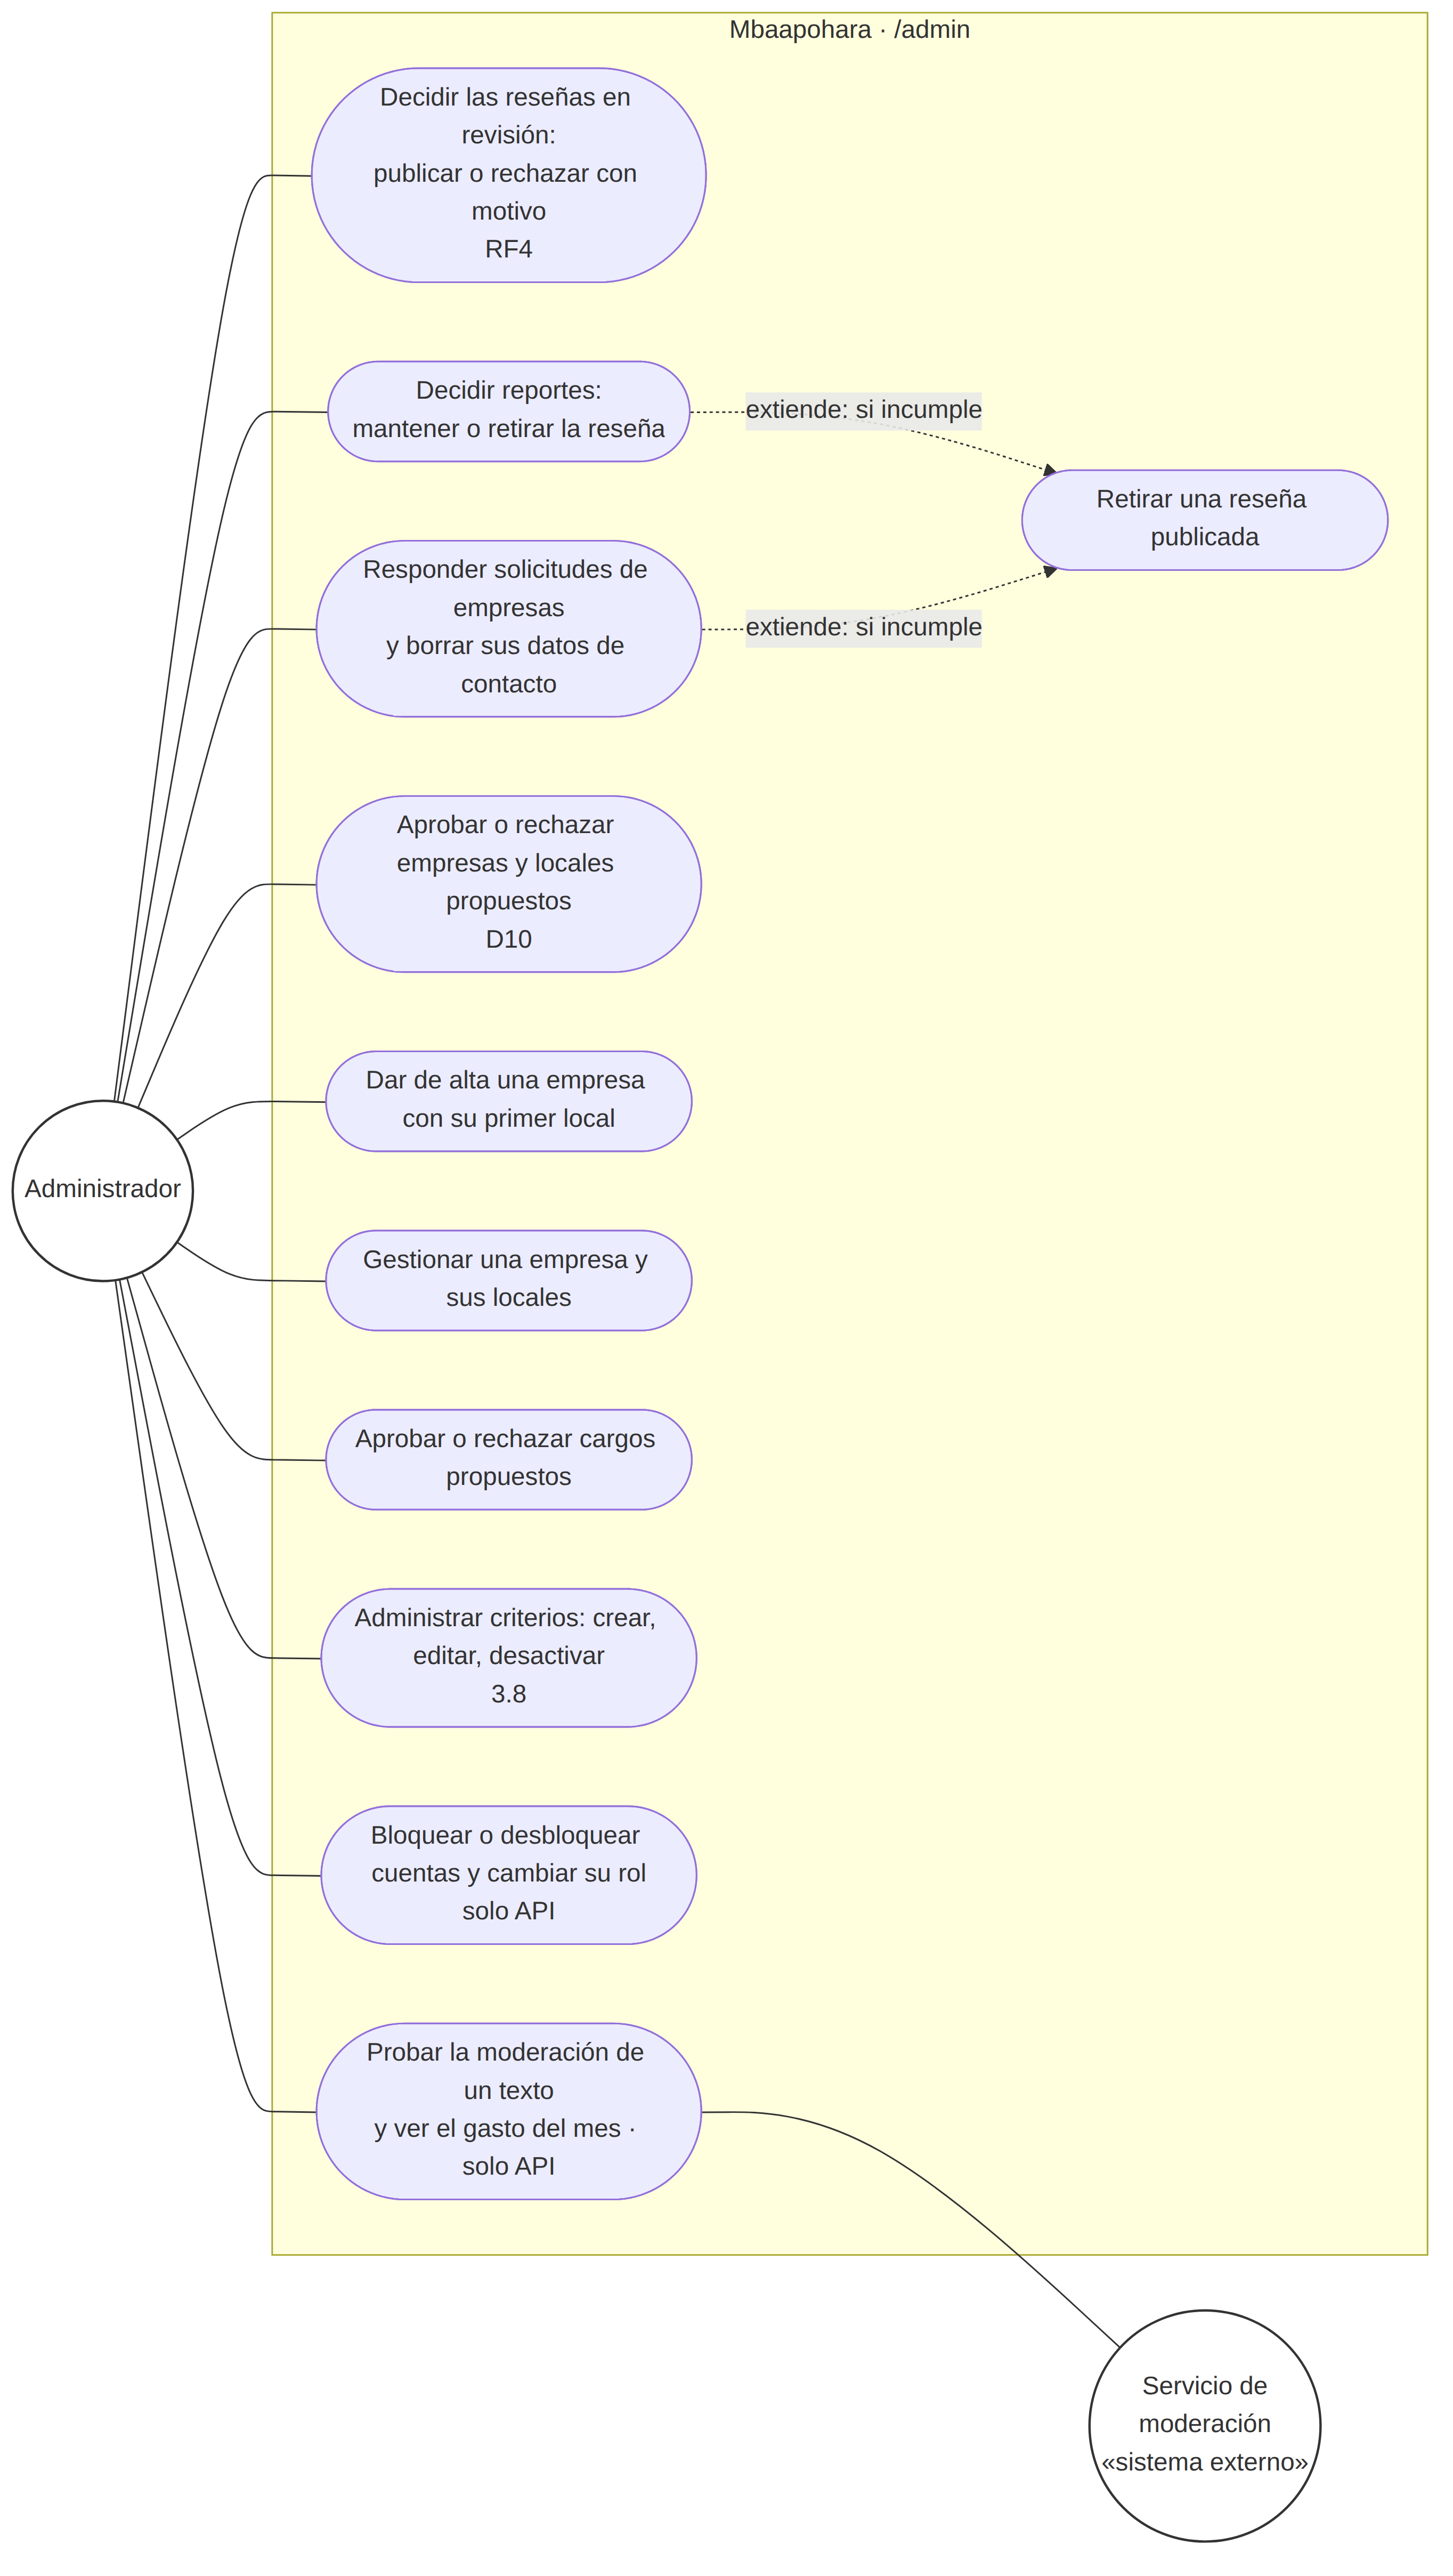 Mbaapohara · /admin
Decidir las reseñas en
revisión:
publicar o rechazar con
motivo
RF4
Decidir reportes:
mantener o retirar la reseña
extiende: si incumple
Retirar una reseña
publicada
Responder solicitudes de
empresas
y borrar sus datos de
contacto
extiende: si incumple
Aprobar o rechazar
empresas y locales
propuestos
D10
Dar de alta una empresa
con su primer local
Administrador
Gestionar una empresa y
sus locales
Aprobar o rechazar cargos
propuestos
Administrar criterios: crear,
editar, desactivar
3.8
Bloquear o desbloquear
cuentas y cambiar su rol
solo API
Probar la moderación de
un texto
y ver el gasto del mes ·
solo API
Servicio de
moderación
«sistema externo»